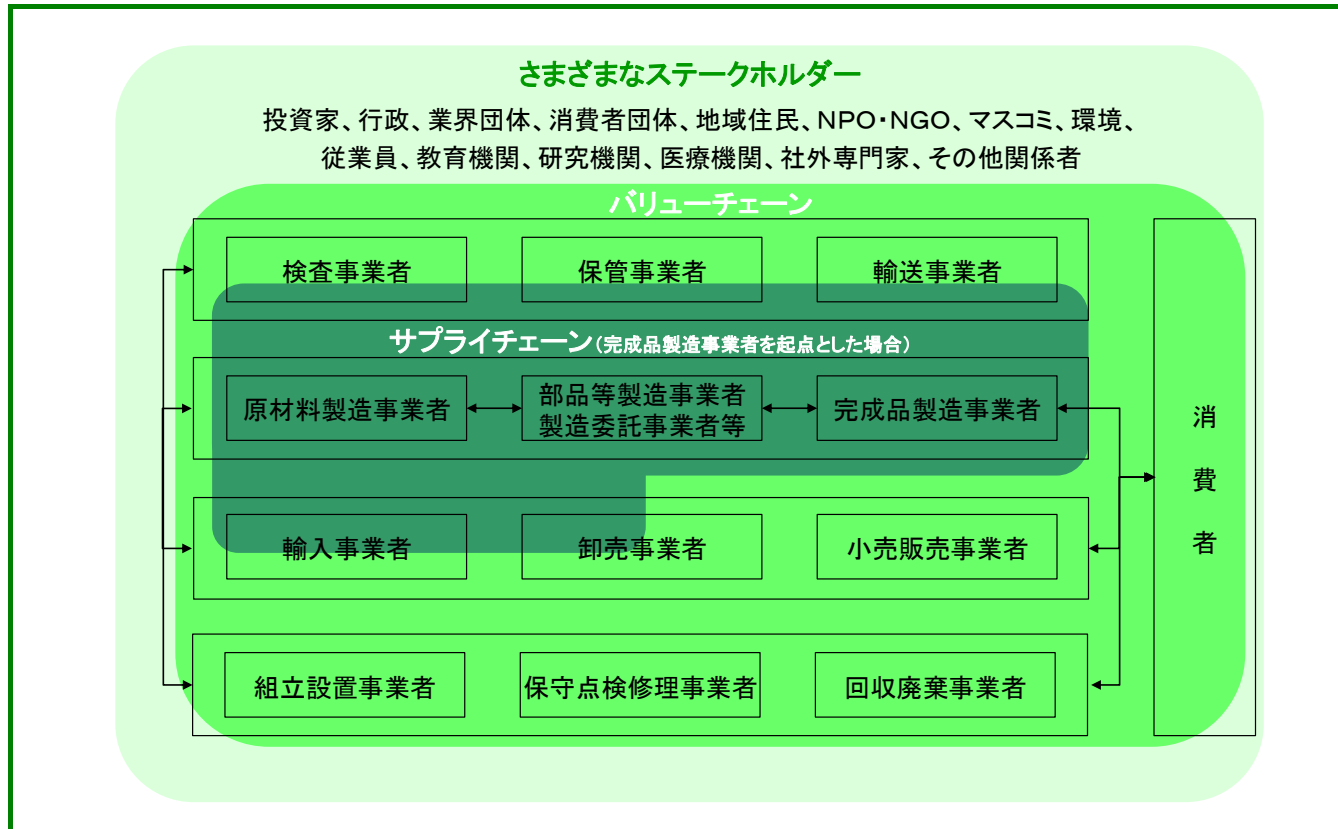 さまざまなステークホルダー
投資家、行政、業界団体、消費者団体、地域住民、NPO・NGO、マスコミ、環境、
従業員、教育機関、研究機関、医療機関、社外専門家、その他関係者
バリューチェーン
検査事業者
保管事業者
輸送事業者
サプライチェーン(完成品製造事業者を起点とした場合)
原材料製造事業者
部品等製造事業者
製造委託事業者等
完成品製造事業者
輸入事業者
卸売事業者
小売販売事業者
組立設置事業者
保守点検修理事業者
回収廃棄事業者
消
費
者